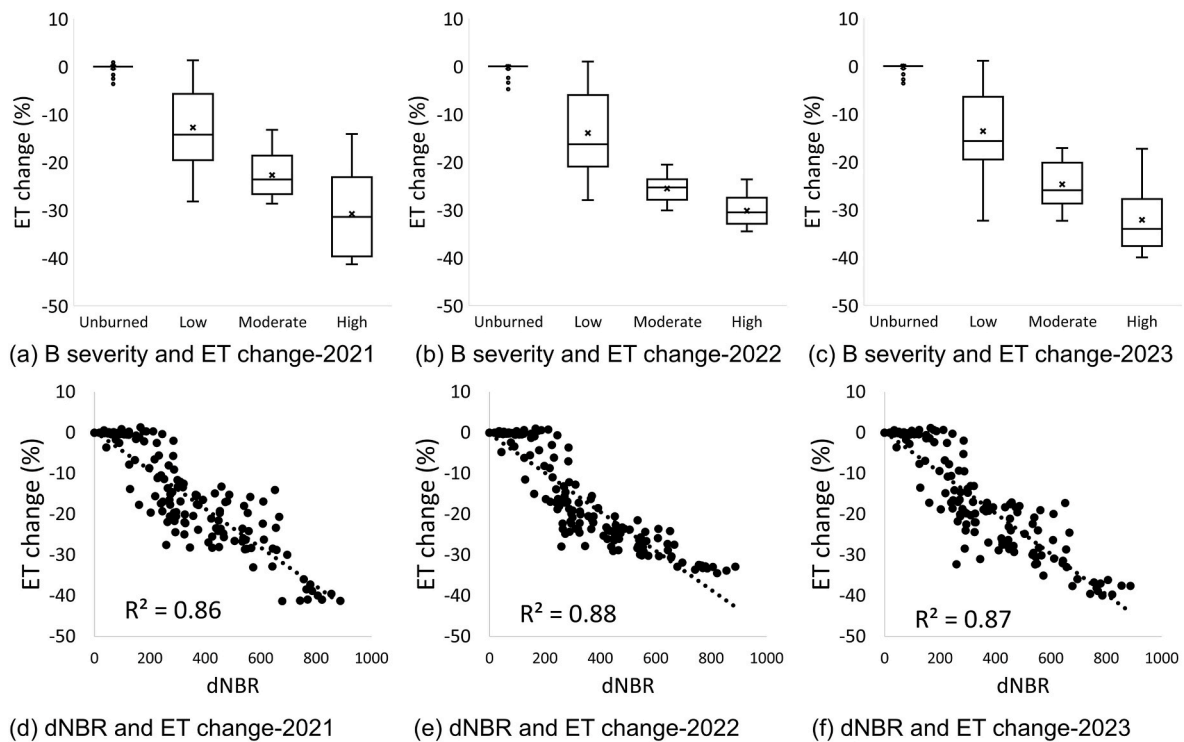 10
0
-10
-20
-30
-40
-50
ET change (%)
Unburned Low Moderate High
(a) B severity and ET change-2021
10
0
-10
-20
-30
-40
-50
ET change (%)
Unburned Low Moderate High
(b) B severity and ET change-2022
10
0
-10
-20
-30
-40
-50
ET change (%)
Unburned Low Moderate High
(c) B severity and ET change-2023
10
0
-10
-20
-30
-40
-50
ET change (%)
R² = 0.86
0 200 400 600 800 1000
dNBR
(d) dNBR and ET change-2021
10
0
-10
-20
-30
-40
-50
ET change (%)
R² = 0.88
0 200 400 600 800 1000
dNBR
(e) dNBR and ET change-2022
10
0
-10
-20
-30
-40
-50
ET change (%)
R² = 0.87
0 200 400 600 800 1000
dNBR
(f) dNBR and ET change-2023